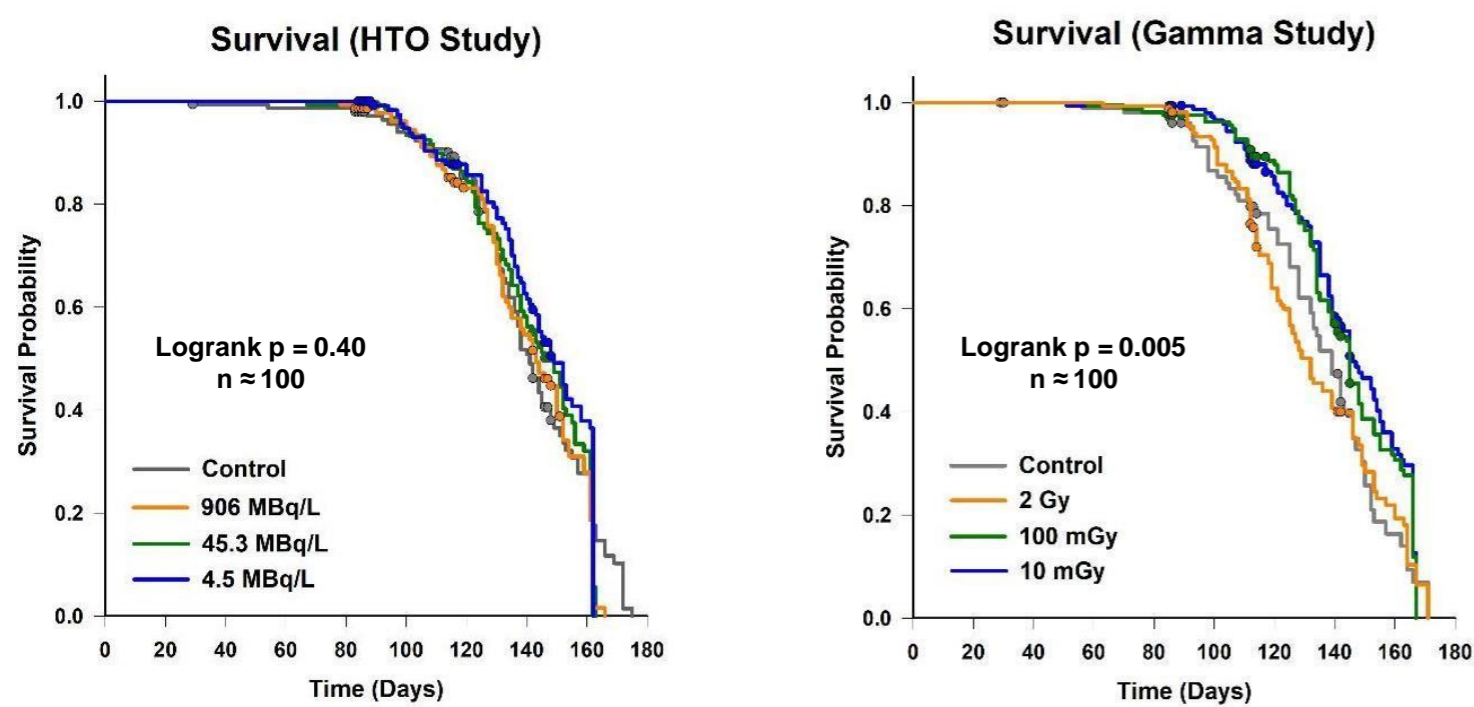 Survival (HTO Study)
Survival Probability
1.0
0.8
0.6
0.4
0.2
0.0
Logrank p = 0.40
n ≈ 100
Control
906 MBq/L
45.3 MBq/L
4.5 MBq/L
0 20 40 60 80 100 120 140 160 180
Time (Days)
Survival (Gamma Study)
Survival Probability
1.0
0.8
0.6
0.4
0.2
0.0
Logrank p = 0.005
n ≈ 100
Control
2 Gy
100 mGy
10 mGy
0 20 40 60 80 100 120 140 160 180
Time (Days)